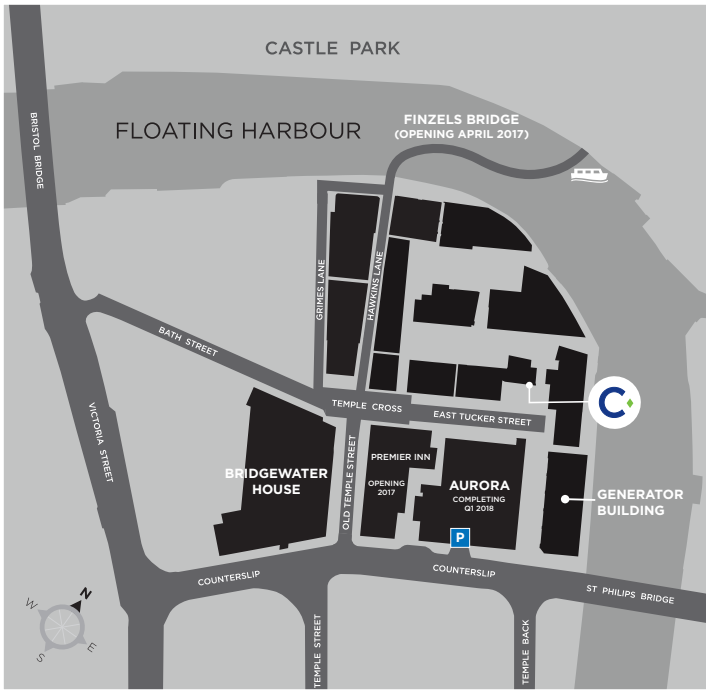 CASTLE PARK
FLOATING HARBOUR
FINZELS BRIDGE
(OPENING APRIL 2017)
BRISTOL BRIDGE
GRIMES LANE
HAWKINS LANE
BATH STREET
TEMPLE CROSS
EAST TUCKER STREET
C
VICTORIA STREET
OLD TEMPLE STREET
PREMIER INN
OPENING
2017
BRIDGEWATER
HOUSE
AURORA
COMPLETING
Q1 2018
GENERATOR
BUILDING
P
COUNTERSLIP
COUNTERSLIP
ST PHILIPS BRIDGE
TEMPLE STREET
TEMPLE BACK
N
W
E
S